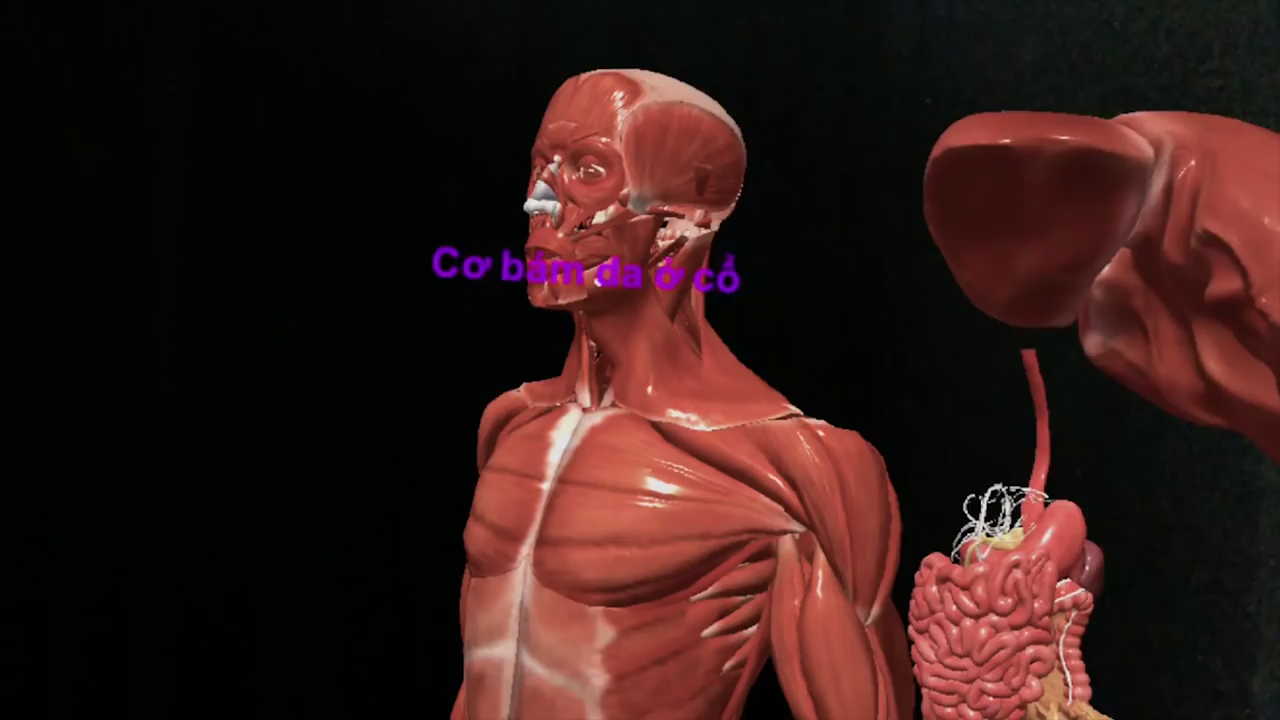 Cơ bám da ở cổ